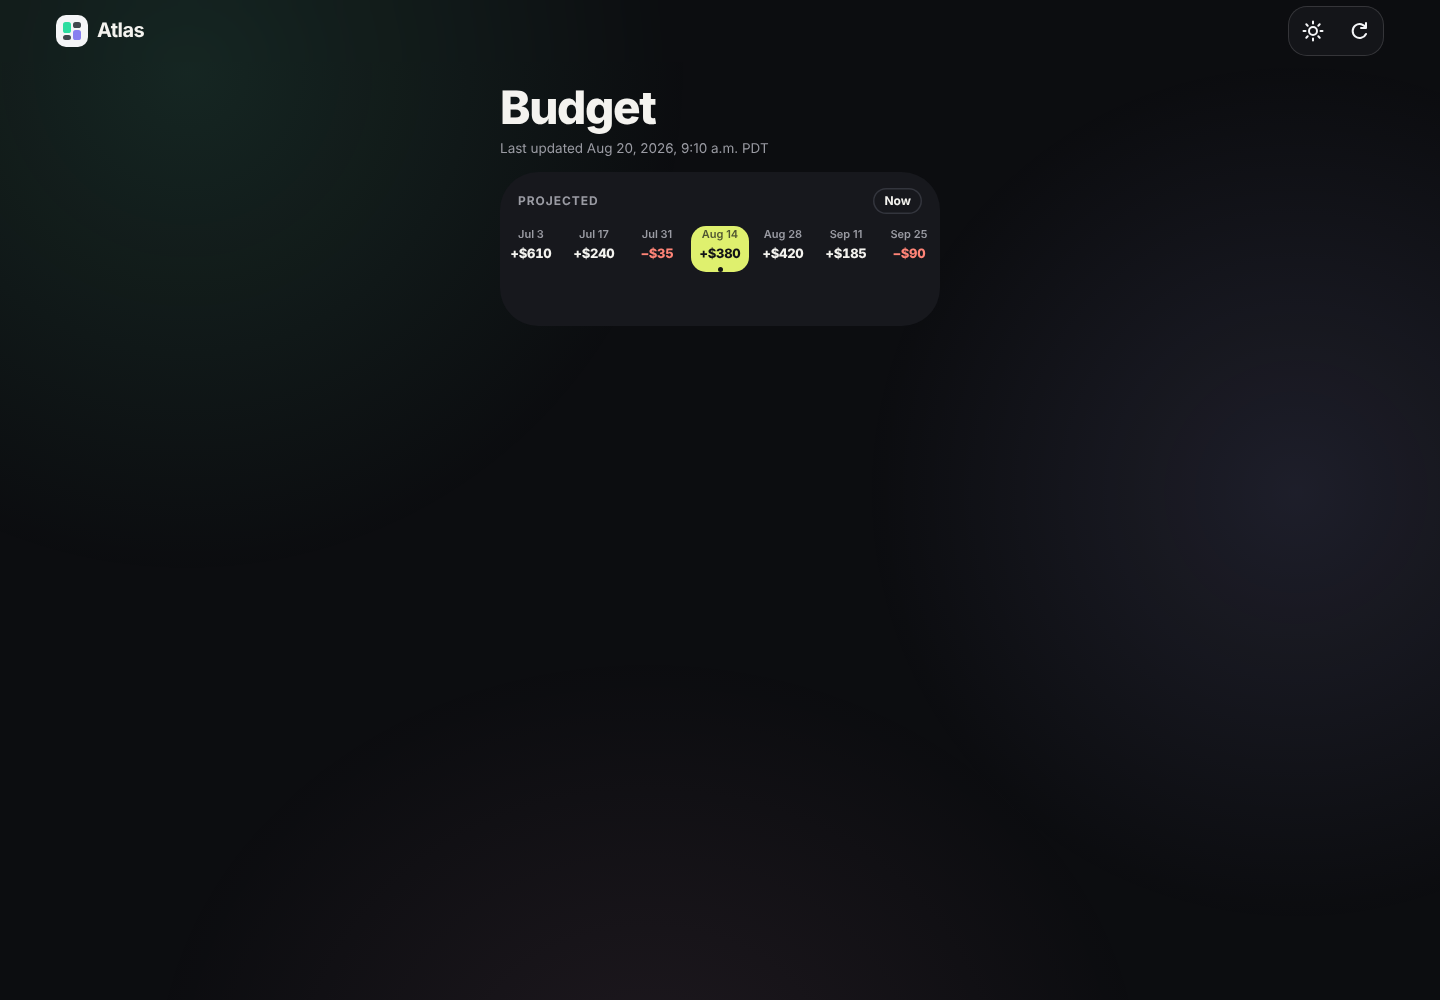 Atlas
Budget
Last updated Aug 20, 2026, 9:10 a.m. PDT
PROJECTED Now
Jul 3 Jul 17 Jul 31 Aug 14 Aug 28 Sep 11 Sep 25
+$610 +$240 –$35 +$380 +$420 +$185 –$90